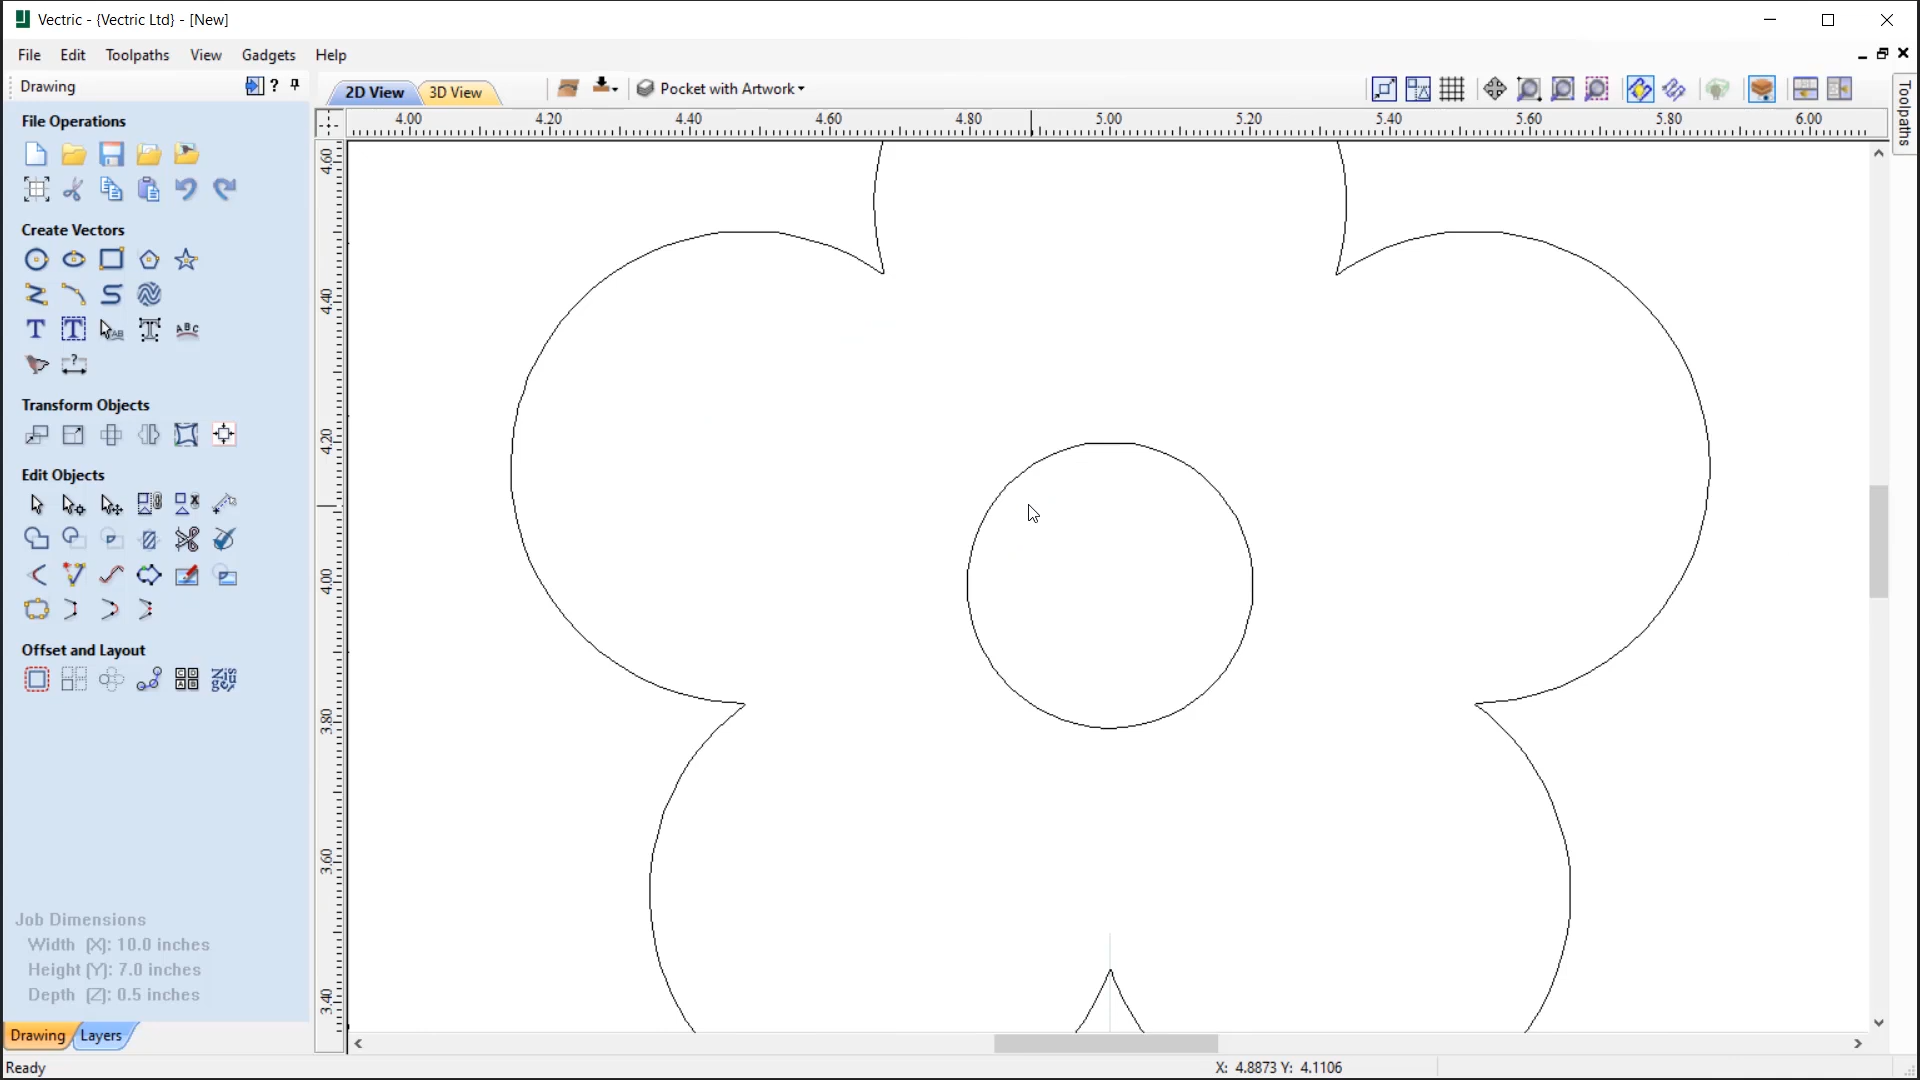 Vectric - {Vectric Ltd} - [New]
File Edit Toolpaths View Gadgets Help
Drawing ?
2D View 3D View Pocket with Artwork
Toolpaths
File Operations
4.00 4.20 4.40 4.60 4.80 5.00 5.20 5.40 5.60 5.80 6.00
4.60
4.40
4.20
4.00
3.80
3.60
3.40
Create Vectors
T T AB T ABC
?
Transform Objects
Edit Objects
Offset and Layout
Job Dimensions
Width (X): 10.0 inches
Height (Y): 7.0 inches
Depth (Z): 0.5 inches
Drawing Layers
Ready X: 4.8873 Y: 4.1106